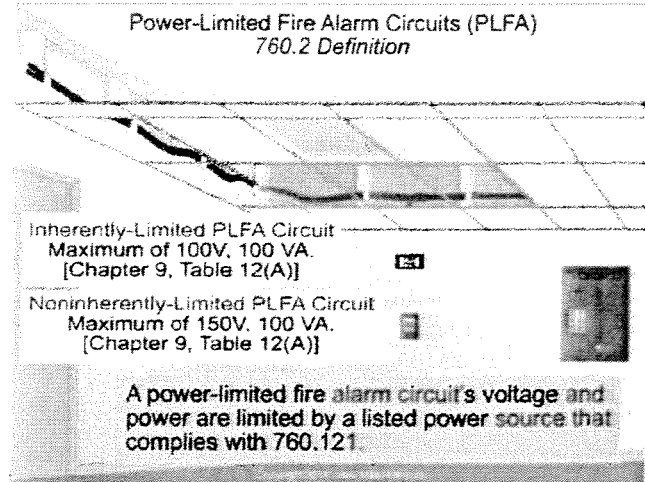 Power-Limited Fire Alarm Circuits (PLFA)
760.2 Definition
Inherently-Limited PLFA Circuit
Maximum of 100V, 100 VA.
[Chapter 9, Table 12(A)]
Noninherently-Limited PLFA Circuit
Maximum of 150V, 100 VA.
[Chapter 9, Table 12(A)]
A power-limited fire alarm circuit's voltage and
power are limited by a listed power source that
complies with 760.121.